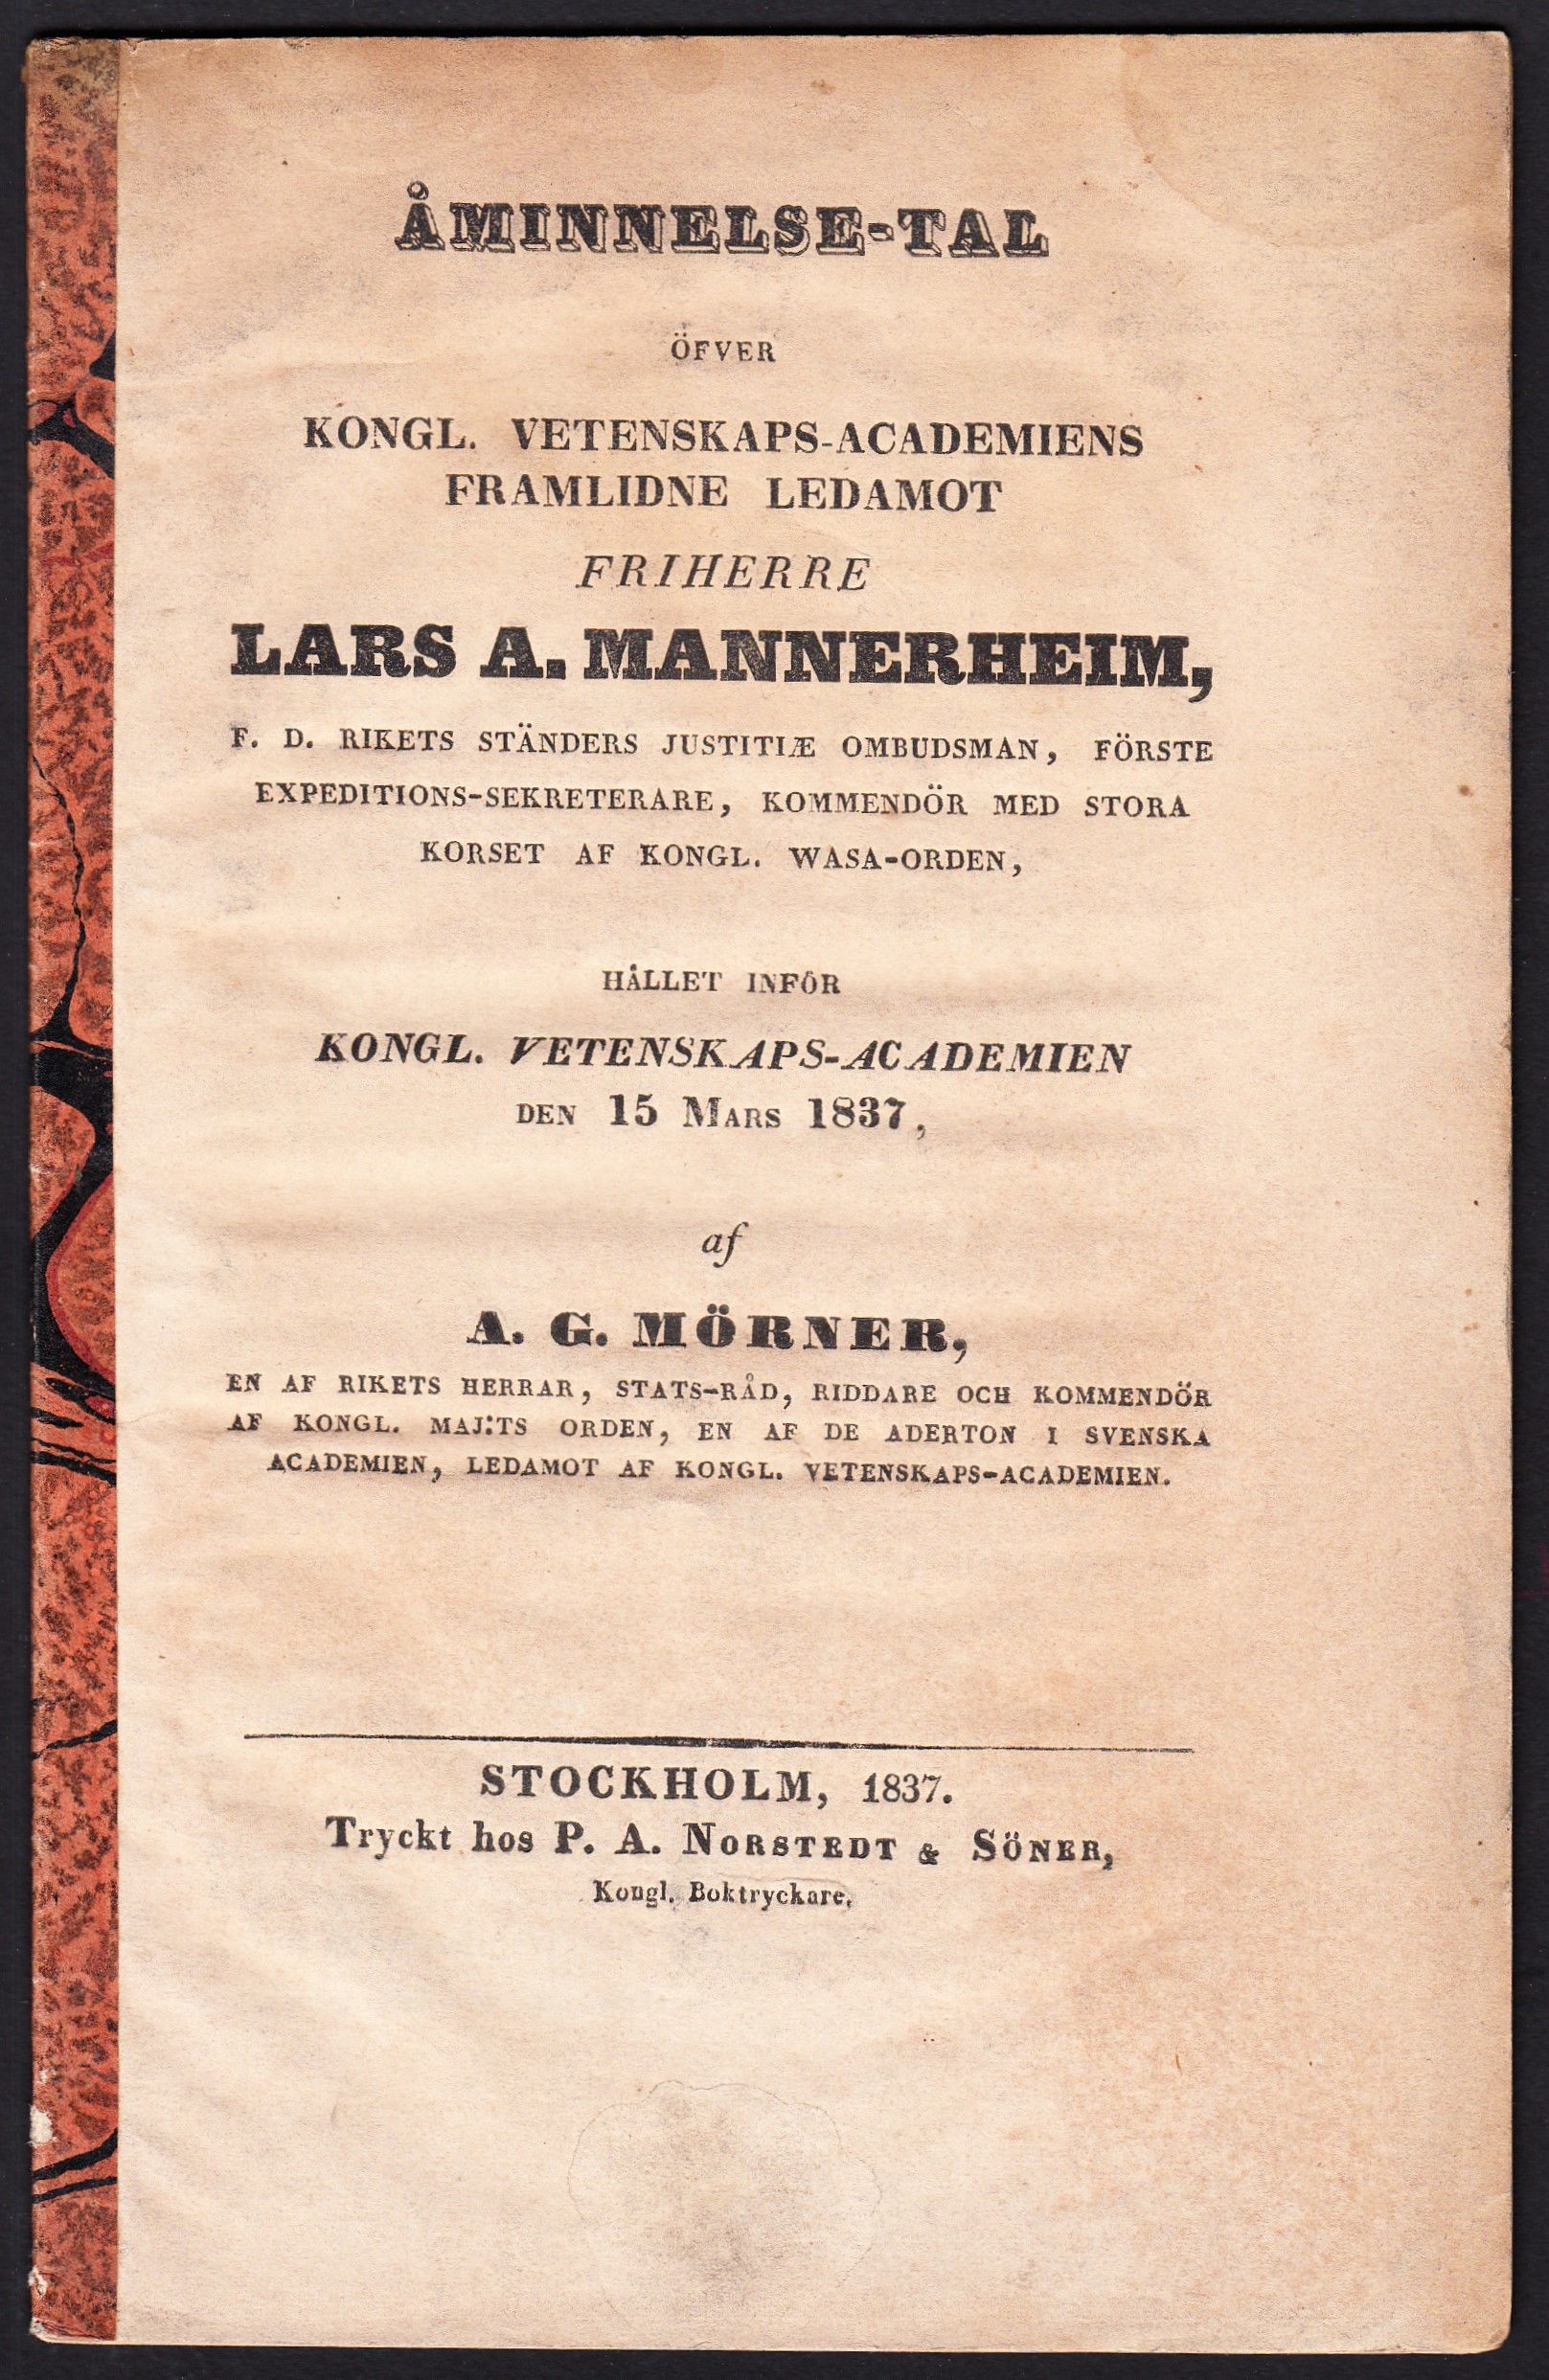 ÅMINNELSE-TAL
ÖFVER
KONGL. VETENSKAPS-ACADEMIENS
FRAMLIDNE LEDAMOT
FRIHERRE
LARS A. MANNERHEIM,
F. D. RIKETS STÄNDERS JUSTITIÆ OMBUDSMAN, FÖRSTE
EXPEDITIONS-SEKRETERARE, KOMMENDÖR MED STORA
KORSET AF KONGL. WASA-ORDEN,
HÅLLET INFÖR
KONGL. VETENSKAPS-ACADEMIEN
DEN 15 MARS 1837,
af
A. G. MÖRNER,
EN AF RIKETS HERRAR, STATS-RÅD, RIDDARE OCH KOMMENDÖR
AF KONGL. MAJ:TS ORDEN, EN AF DE ADERTON I SVENSKA
ACADEMIEN, LEDAMOT AF KONGL. VETENSKAPS-ACADEMIEN.
STOCKHOLM, 1837.
Tryckt hos P. A. NORSTEDT & SÖNER,
Kongl. Boktryckare.